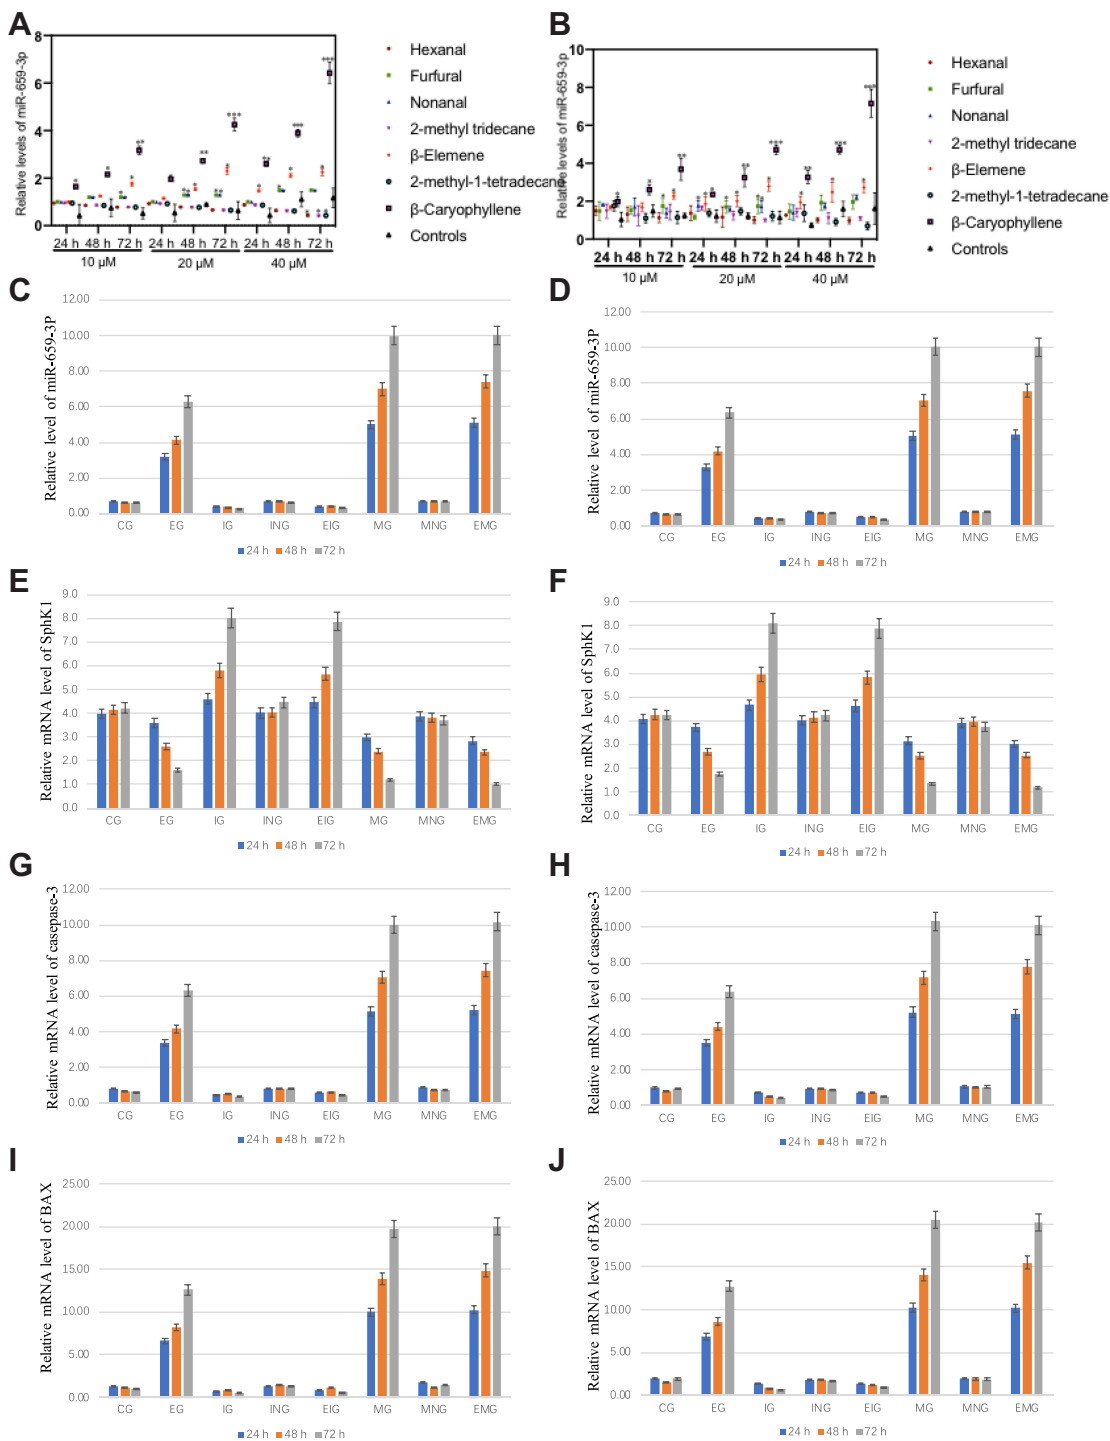 A
Relative levels of miR-659-3p
8
6
4
2
0
24 h 48 h 72 h 24 h 48 h 72 h 24 h 48 h 72 h
10 µM 20 µM 40 µM
Hexanal
Furfural
Nonanal
2-methyl tridecane
β-Elemene
2-methyl-1-tetradecane
β-Caryophyllene
Controls
B
Relative levels of miR-659-3p
10
8
6
4
2
0
24 h 48 h 72 h 24 h 48 h 72 h 24 h 48 h 72 h
10 µM 20 µM 40 µM
Hexanal
Furfural
Nonanal
2-methyl tridecane
β-Elemene
2-methyl-1-tetradecane
β-Caryophyllene
Controls
C
Relative level of miR-659-3P
12.00
10.00
8.00
6.00
4.00
2.00
0.00
CG EG IG ING EIG MG MNG EMG
24 h 48 h 72 h
D
Relative level of miR-659-3P
12.00
10.00
8.00
6.00
4.00
2.00
0.00
CG EG IG ING EIG MG MNG EMG
24 h 48 h 72 h
E
Relative mRNA level of SphK1
9.0
8.0
7.0
6.0
5.0
4.0
3.0
2.0
1.0
0.0
CG EG IG ING EIG MG MNG EMG
24 h 48 h 72 h
F
Relative mRNA level of SphK1
9.0
8.0
7.0
6.0
5.0
4.0
3.0
2.0
1.0
0.0
CG EG IG ING EIG MG MNG EMG
24 h 48 h 72 h
G
Relative mRNA level of casepase-3
12.00
10.00
8.00
6.00
4.00
2.00
0.00
CG EG IG ING EIG MG MNG EMG
24 h 48 h 72 h
H
Relative mRNA level of casepase-3
12.00
10.00
8.00
6.00
4.00
2.00
0.00
CG EG IG ING EIG MG MNG EMG
24 h 48 h 72 h
I
Relative mRNA level of BAX
25.00
20.00
15.00
10.00
5.00
0.00
CG EG IG ING EIG MG MNG EMG
24 h 48 h 72 h
J
Relative mRNA level of BAX
25.00
20.00
15.00
10.00
5.00
0.00
CG EG IG ING EIG MG MNG EMG
24 h 48 h 72 h